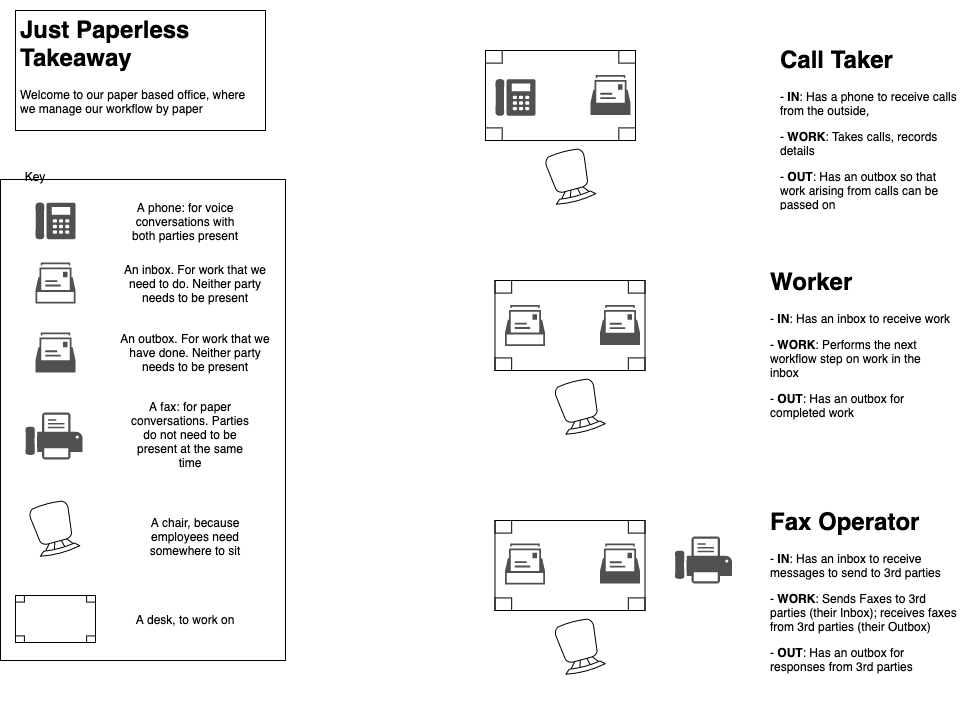 Just Paperless
Takeaway
Welcome to our paper based office, where
we manage our workflow by paper
Key
A phone: for voice
conversations with
both parties present
An inbox. For work that we
need to do. Neither party
needs to be present
An outbox. For work that we
have done. Neither party
needs to be present
A fax: for paper
conversations. Parties
do not need to be
present at the same
time
A chair, because
employees need
somewhere to sit
A desk, to work on
Call Taker
- IN: Has a phone to receive calls
from the outside,
- WORK: Takes calls, records
details
- OUT: Has an outbox so that
work arising from calls can be
passed on
Worker
- IN: Has an inbox to receive work
- WORK: Performs the next
workflow step on work in the
inbox
- OUT: Has an outbox for
completed work
Fax Operator
- IN: Has an inbox to receive
messages to send to 3rd parties
- WORK: Sends Faxes to 3rd
parties (their Inbox); receives faxes
from 3rd parties (their Outbox)
- OUT: Has an outbox for
responses from 3rd parties